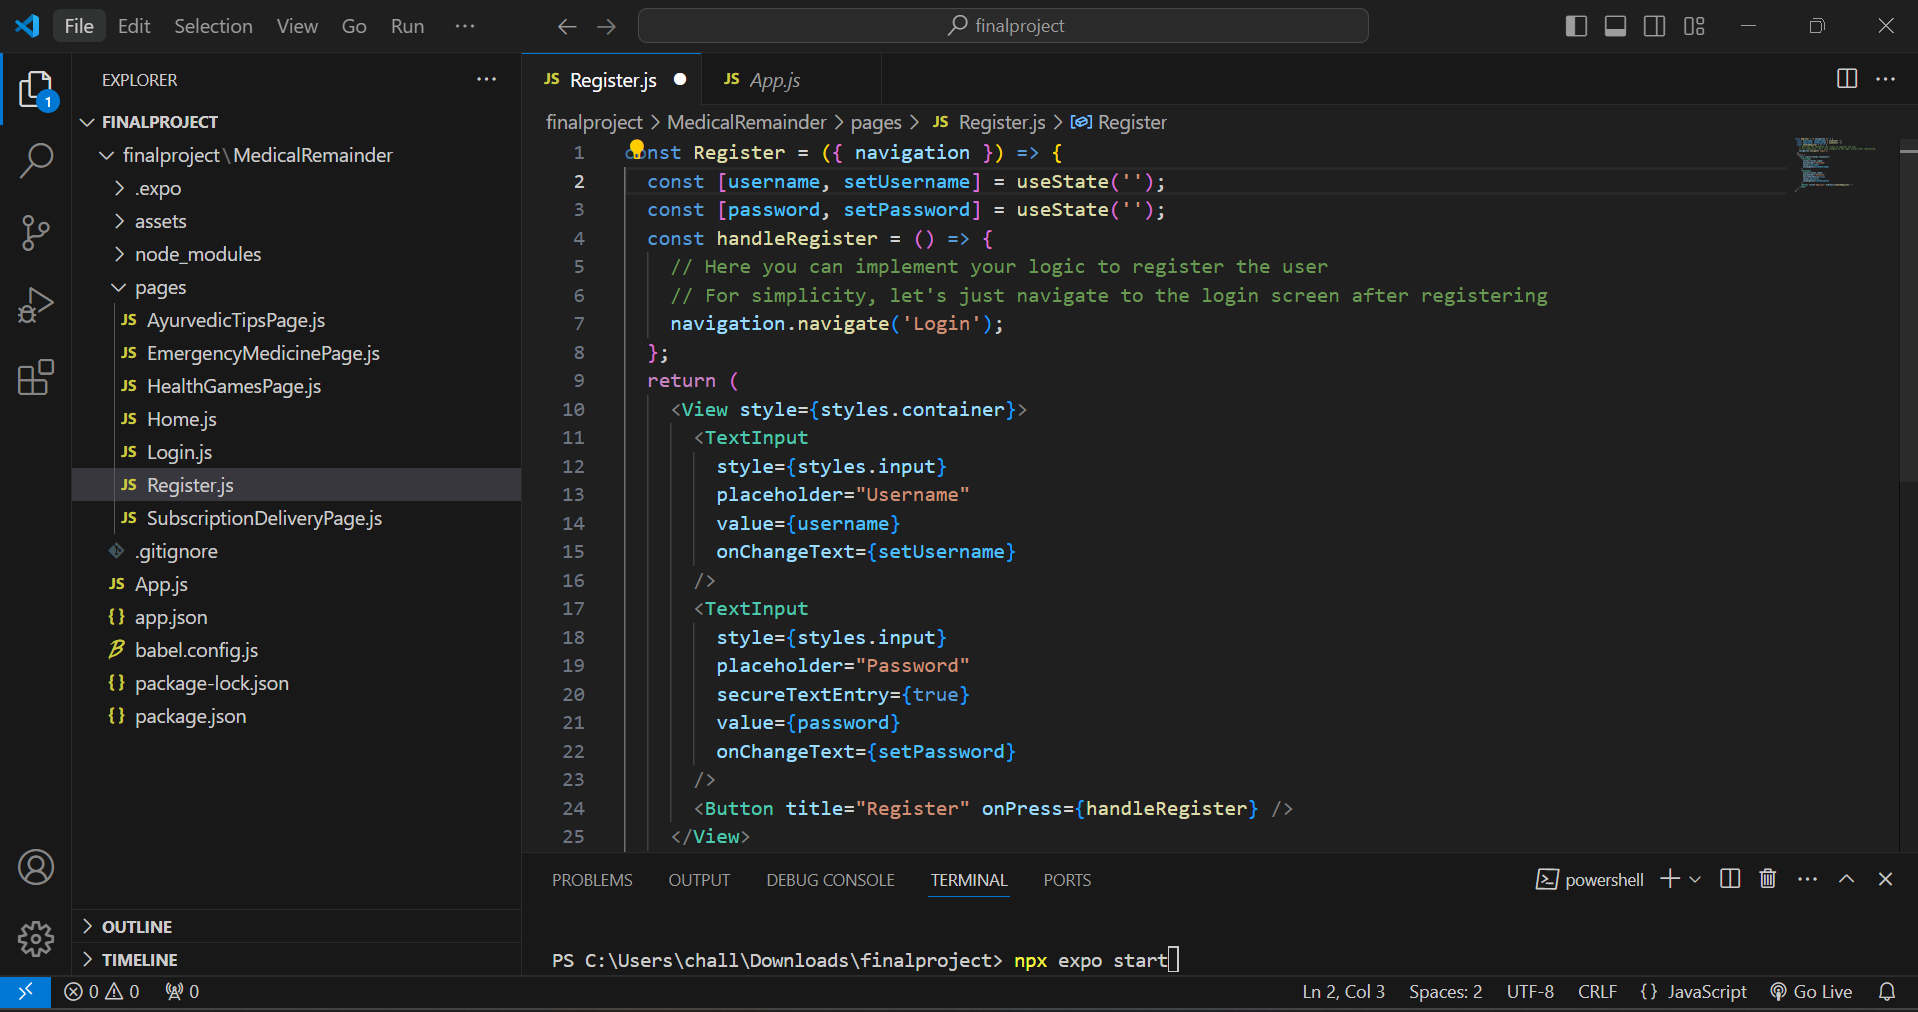 File Edit Selection View Go Run ··· finalproject
EXPLORER ···
FINALPROJECT
finalproject\MedicalRemainder
.expo
assets
node_modules
pages
JS AyurvedicTipsPage.js
JS EmergencyMedicinePage.js
JS HealthGamesPage.js
JS Home.js
JS Login.js
JS Register.js
JS SubscriptionDeliveryPage.js
.gitignore
JS App.js
{} app.json
babel.config.js
{} package-lock.json
{} package.json
OUTLINE
TIMELINE
1
JS Register.js JS App.js
finalproject > MedicalRemainder > pages > JS Register.js > Register
1 const Register = ({ navigation }) => {
2 const [username, setUsername] = useState('');
3 const [password, setPassword] = useState('');
4 const handleRegister = () => {
5 // Here you can implement your logic to register the user
6 // For simplicity, let's just navigate to the login screen after registering
7 navigation.navigate('Login');
8 };
9 return (
10 <View style={styles.container}>
11 <TextInput
12 style={styles.input}
13 placeholder="Username"
14 value={username}
15 onChangeText={setUsername}
16 />
17 <TextInput
18 style={styles.input}
19 placeholder="Password"
20 secureTextEntry={true}
21 value={password}
22 onChangeText={setPassword}
23 />
24 <Button title="Register" onPress={handleRegister} />
25 </View>
PROBLEMS OUTPUT DEBUG CONSOLE TERMINAL PORTS powershell
PS C:\Users\chall\Downloads\finalproject> npx expo start
0 0 0 Ln 2, Col 3 Spaces: 2 UTF-8 CRLF {} JavaScript Go Live